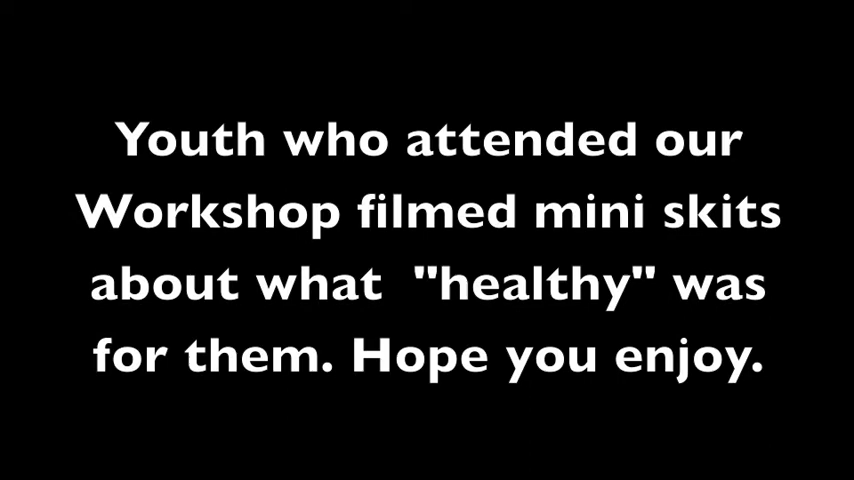 Youth who attended our
Workshop filmed mini skits
about what  "healthy" was
for them. Hope you enjoy.